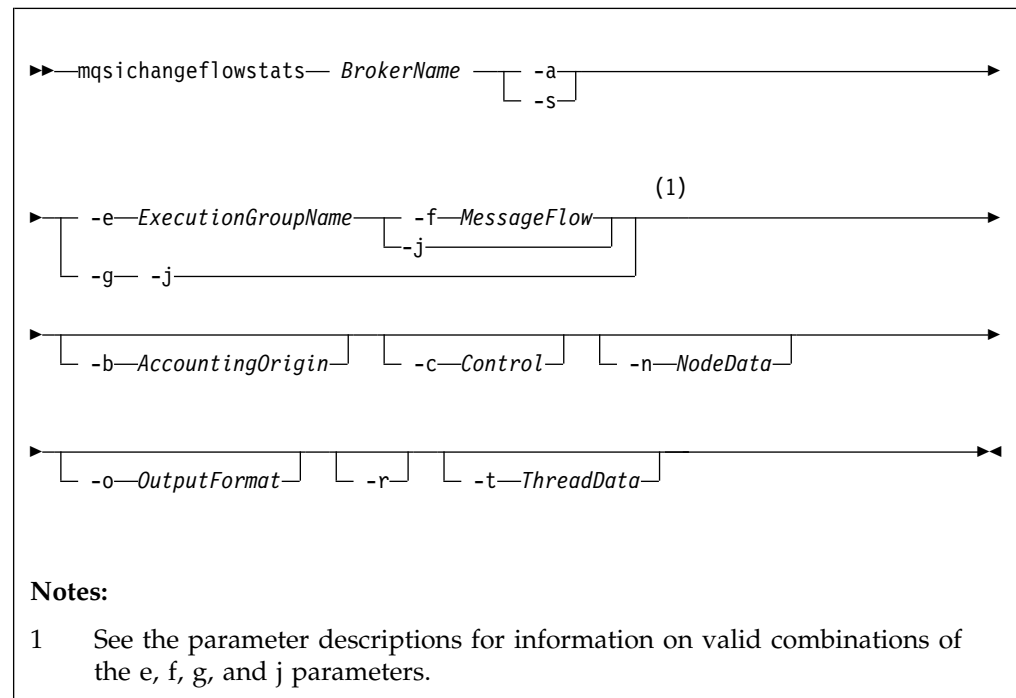 mqsichangeflowstats BrokerName -a
-s
(1)
-e ExecutionGroupName -f MessageFlow
-j
-g -j
-b AccountingOrigin -c Control -n NodeData
-o OutputFormat -r -t ThreadData
Notes:
1 See the parameter descriptions for information on valid combinations of
the e, f, g, and j parameters.